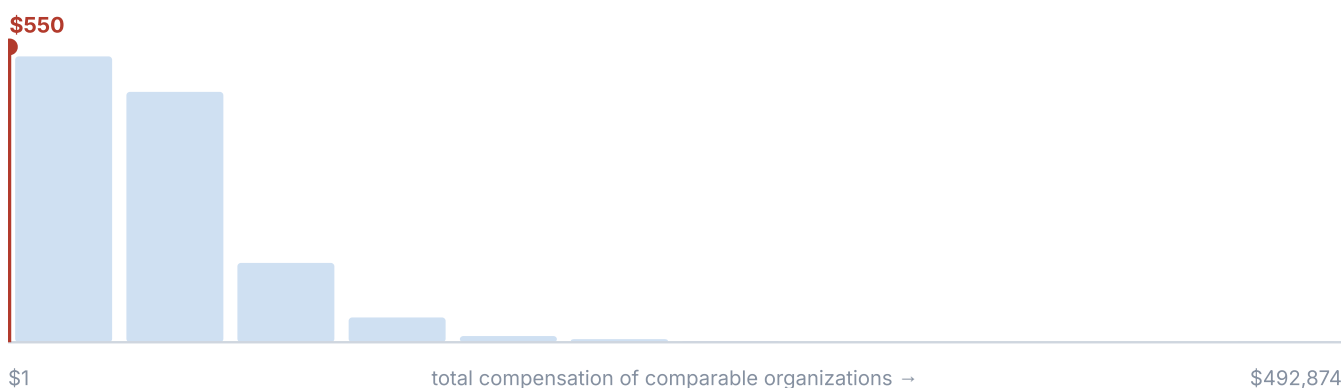 $550
$1 total compensation of comparable organizations → $492,874